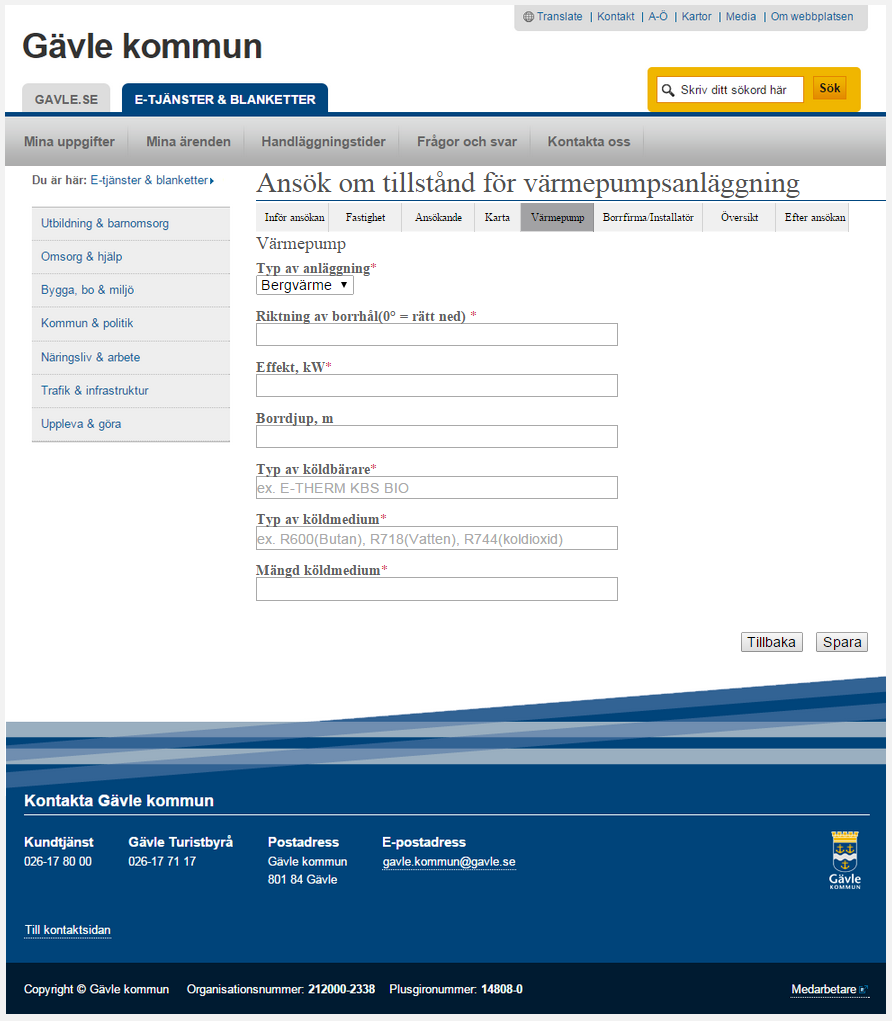 Translate | Kontakt | A-Ö | Kartor | Media | Om webbplatsen
Gävle kommun
GAVLE.SE E-TJÄNSTER & BLANKETTER
Skriv ditt sökord här Sök
Mina uppgifter Mina ärenden Handläggningstider Frågor och svar Kontakta oss
Du är här: E-tjänster & blanketter
Utbildning & barnomsorg
Omsorg & hjälp
Bygga, bo & miljö
Kommun & politik
Näringsliv & arbete
Trafik & infrastruktur
Uppleva & göra
Ansök om tillstånd för värmepumpsanläggning
Inför ansökan Fastighet Ansökande Karta Värmepump Borrfirma/Installatör Översikt Efter ansökan
Värmepump
Typ av anläggning*
Bergvärme
Riktning av borrhål(0° = rätt ned) *
Effekt, kW*
Borrdjup, m
Typ av köldbärare*
ex. E-THERM KBS BIO
Typ av köldmedium*
ex. R600(Butan), R718(Vatten), R744(koldioxid)
Mängd köldmedium*
Tillbaka Spara
Kontakta Gävle kommun
Kundtjänst Gävle Turistbyrå Postadress E-postadress
026-17 80 00 026-17 71 17 Gävle kommun gavle.kommun@gavle.se
801 84 Gävle
Gävle
KOMMUN
Till kontaktsidan
Copyright © Gävle kommun Organisationsnummer: 212000-2338 Plusgironummer: 14808-0 Medarbetare